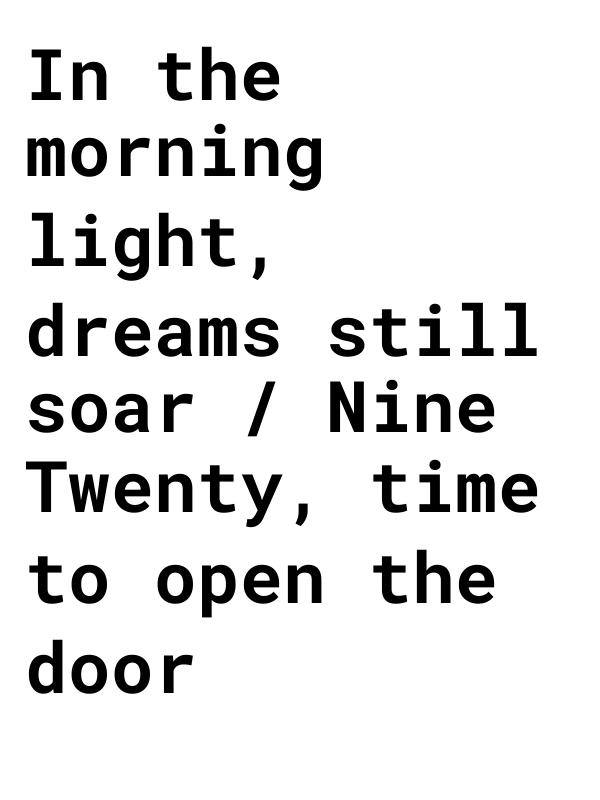 In the
morning
light,
dreams still
soar / Nine
Twenty, time
to open the
door